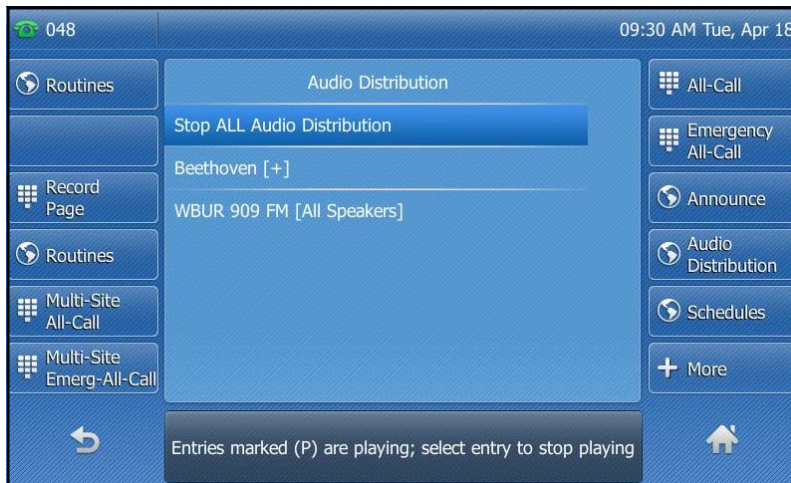 048
09:30 AM Tue, Apr 18
Routines
Record
Page
Routines
Multi-Site
All-Call
Multi-Site
Emerg-All-Call
Audio Distribution
Stop ALL Audio Distribution
Beethoven [+]
WBUR 909 FM [All Speakers]
Entries marked (P) are playing; select entry to stop playing
All-Call
Emergency
All-Call
Announce
Audio
Distribution
Schedules
More